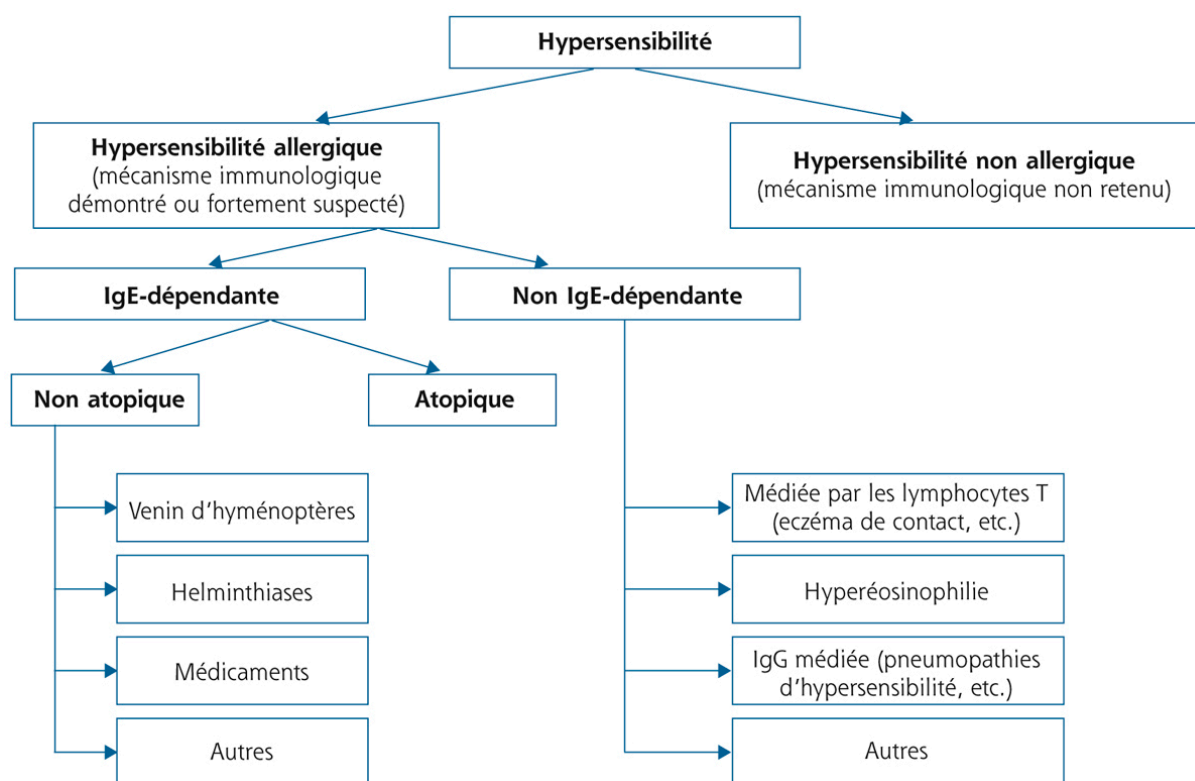 Hypersensibilité
Hypersensibilité allergique
(mécanisme immunologique
démontré ou fortement suspecté)
Hypersensibilité non allergique
(mécanisme immunologique non retenu)
IgE-dépendante
Non IgE-dépendante
Non atopique
Atopique
Venin d’hyménoptères
Helminthiases
Médicaments
Autres
Médiée par les lymphocytes T
(eczéma de contact, etc.)
Hyperéosinophilie
IgG médiée (pneumopathies
d’hypersensibilité, etc.)
Autres